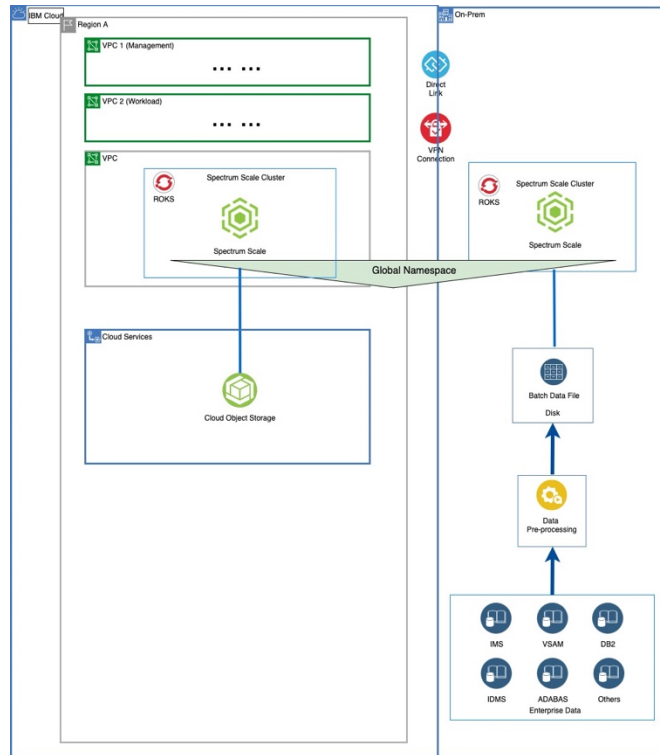 IBM Cloud
Region A
VPC 1 (Management)
... ...
VPC 2 (Workload)
... ...
VPC
ROKS
Spectrum Scale Cluster
Spectrum Scale
Cloud Services
Cloud Object Storage
Global Namespace
Direct
Link
VPN
Connection
On-Prem
ROKS
Spectrum Scale Cluster
Spectrum Scale
Batch Data File
Disk
Data
Pre-processing
IMS
VSAM
DB2
IDMS
ADABAS
Others
Enterprise Data